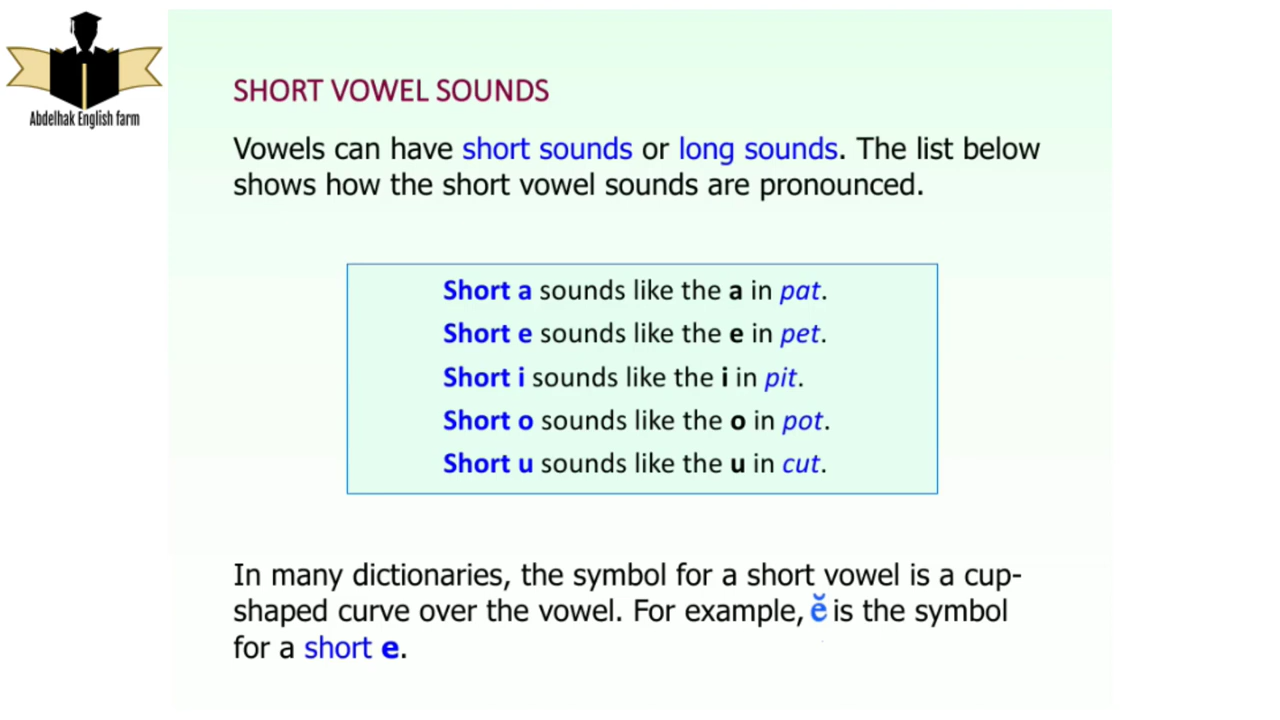 Abdelhak English farm
SHORT VOWEL SOUNDS
Vowels can have short sounds or long sounds. The list below
shows how the short vowel sounds are pronounced.
Short a sounds like the a in pat.
Short e sounds like the e in pet.
Short i sounds like the i in pit.
Short o sounds like the o in pot.
Short u sounds like the u in cut.
In many dictionaries, the symbol for a short vowel is a cup-
shaped curve over the vowel. For example, ĕ is the symbol
for a short e.